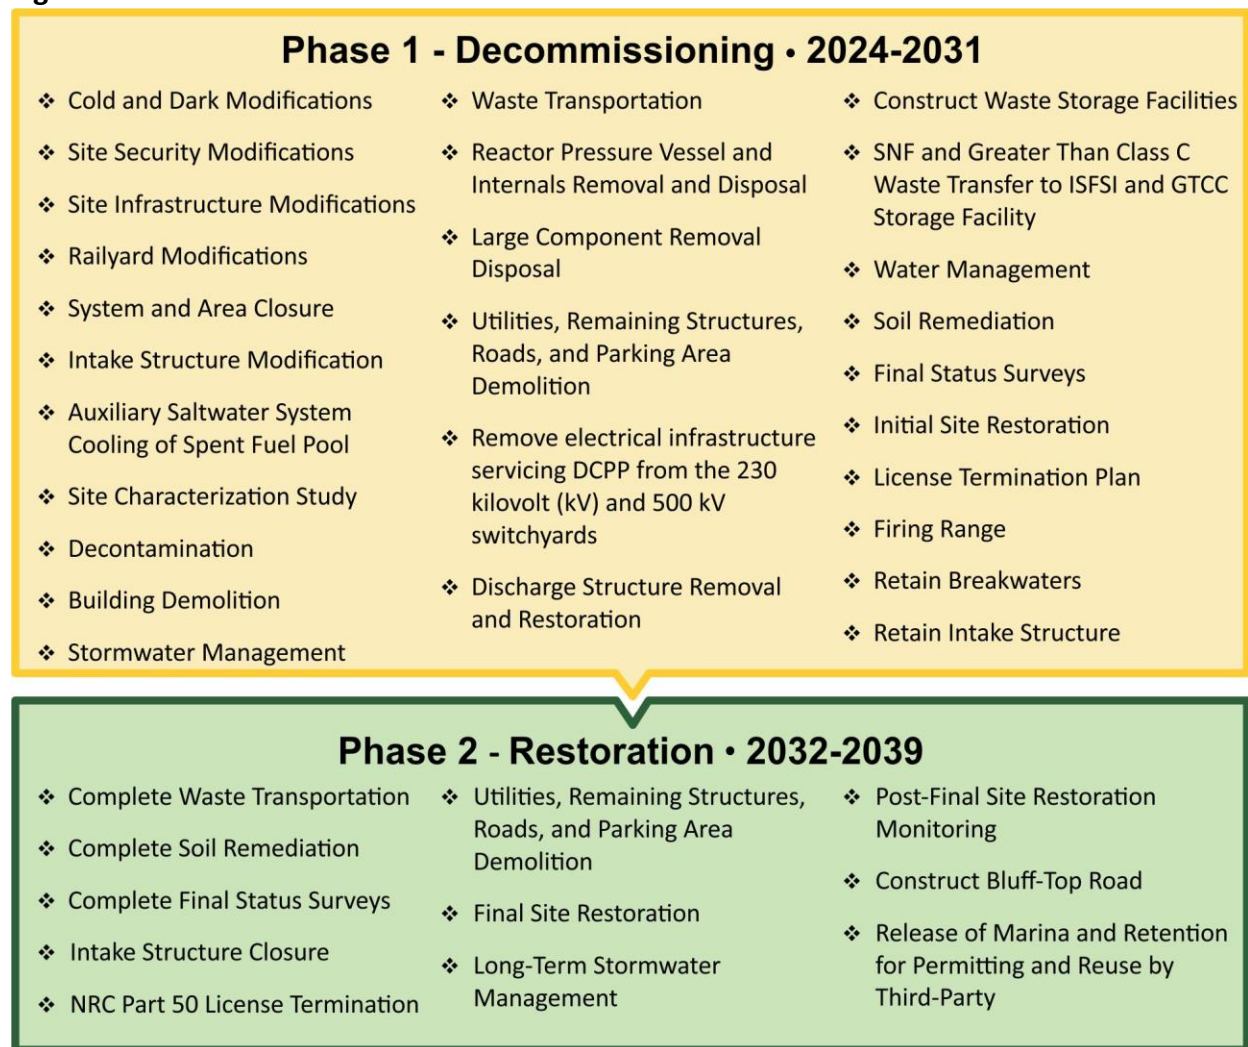 Phase 1 - Decommissioning • 2024-2031
❖ Cold and Dark Modifications
❖ Site Security Modifications
❖ Site Infrastructure Modifications
❖ Railyard Modifications
❖ System and Area Closure
❖ Intake Structure Modification
❖ Auxiliary Saltwater System
Cooling of Spent Fuel Pool
❖ Site Characterization Study
❖ Decontamination
❖ Building Demolition
❖ Stormwater Management
❖ Waste Transportation
❖ Reactor Pressure Vessel and
Internals Removal and Disposal
❖ Large Component Removal
Disposal
❖ Utilities, Remaining Structures,
Roads, and Parking Area
Demolition
❖ Remove electrical infrastructure
servicing DCPP from the 230
kilovolt (kV) and 500 kV
switchyards
❖ Discharge Structure Removal
and Restoration
❖ Construct Waste Storage Facilities
❖ SNF and Greater Than Class C
Waste Transfer to ISFSI and GTCC
Storage Facility
❖ Water Management
❖ Soil Remediation
❖ Final Status Surveys
❖ Initial Site Restoration
❖ License Termination Plan
❖ Firing Range
❖ Retain Breakwaters
❖ Retain Intake Structure
Phase 2 - Restoration • 2032-2039
❖ Complete Waste Transportation
❖ Complete Soil Remediation
❖ Complete Final Status Surveys
❖ Intake Structure Closure
❖ NRC Part 50 License Termination
❖ Utilities, Remaining Structures,
Roads, and Parking Area
Demolition
❖ Final Site Restoration
❖ Long-Term Stormwater
Management
❖ Post-Final Site Restoration
Monitoring
❖ Construct Bluff-Top Road
❖ Release of Marina and Retention
for Permitting and Reuse by
Third-Party